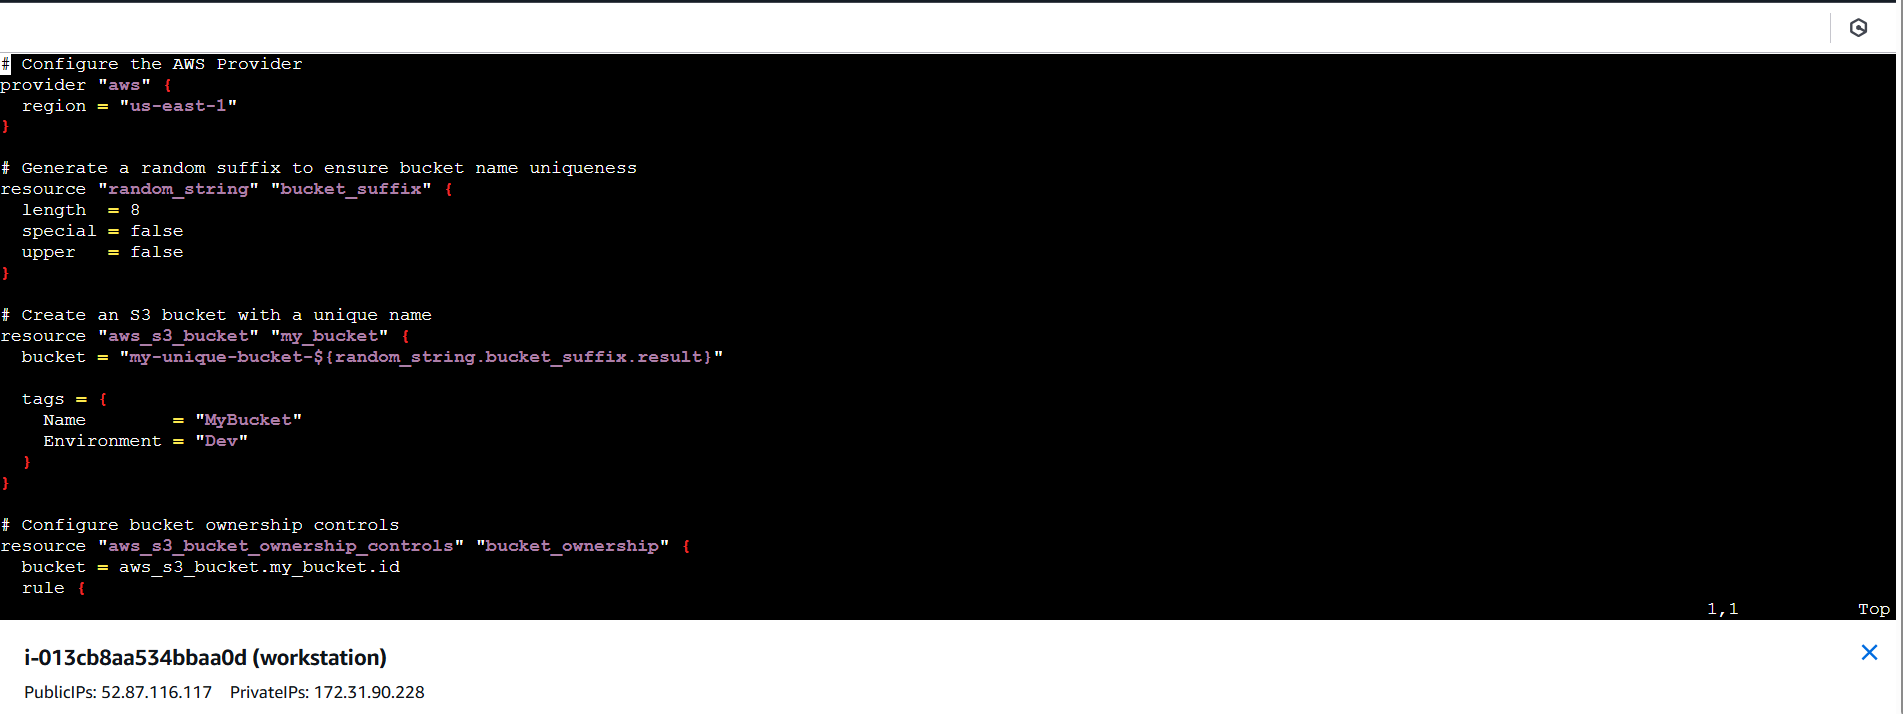 # Configure the AWS Provider
provider "aws" {
  region = "us-east-1"
}

# Generate a random suffix to ensure bucket name uniqueness
resource "random_string" "bucket_suffix" {
  length  = 8
  special = false
  upper   = false
}

# Create an S3 bucket with a unique name
resource "aws_s3_bucket" "my_bucket" {
  bucket = "my-unique-bucket-${random_string.bucket_suffix.result}"

  tags = {
    Name        = "MyBucket"
    Environment = "Dev"
  }
}

# Configure bucket ownership controls
resource "aws_s3_bucket_ownership_controls" "bucket_ownership" {
  bucket = aws_s3_bucket.my_bucket.id
  rule {
1,1 Top
i-013cb8aa534bbaa0d (workstation)
PublicIPs: 52.87.116.117 PrivateIPs: 172.31.90.228